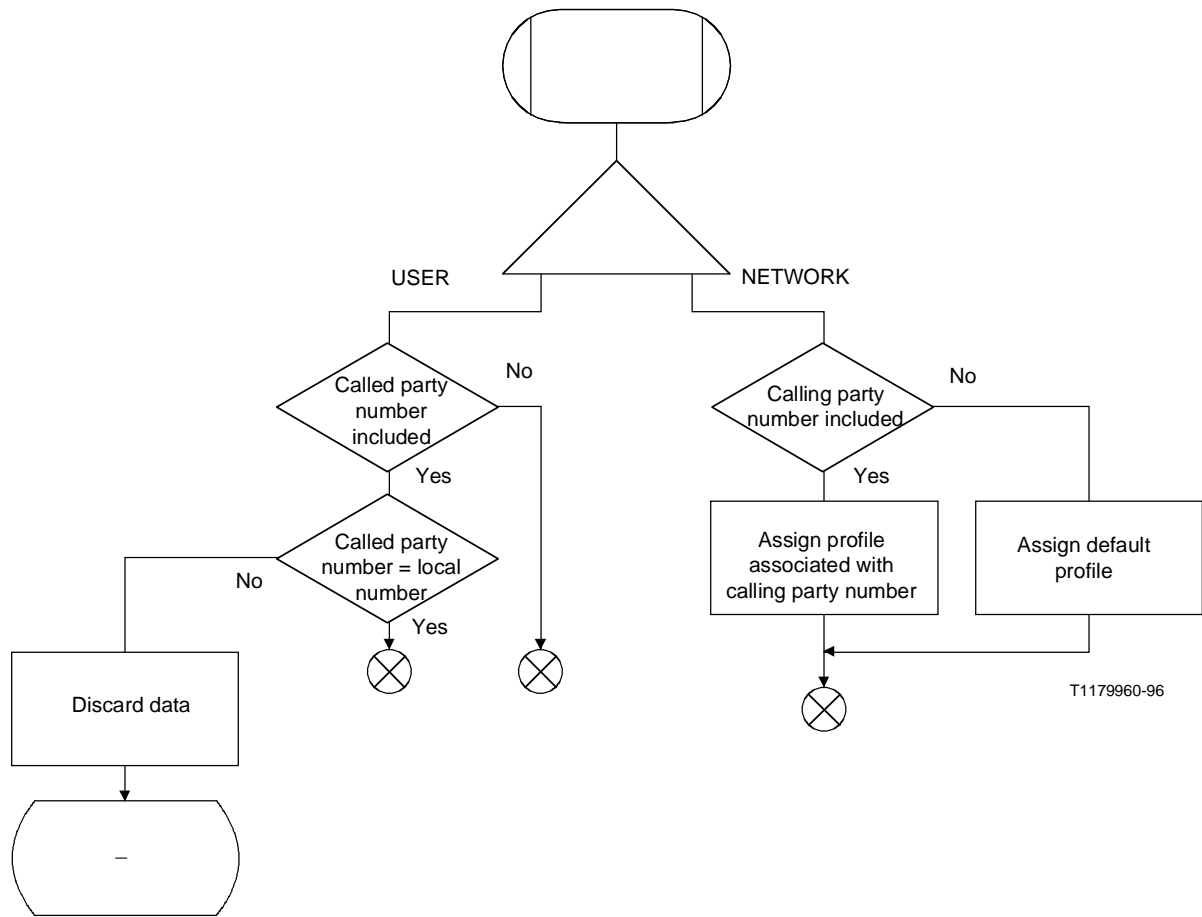 USER
NETWORK
Called party
number
included
No
Yes
Calling party
number included
No
Yes
Called party
number = local
number
No
Yes
Assign profile
associated with
calling party number
Assign default
profile
Discard data
T1179960-96
–